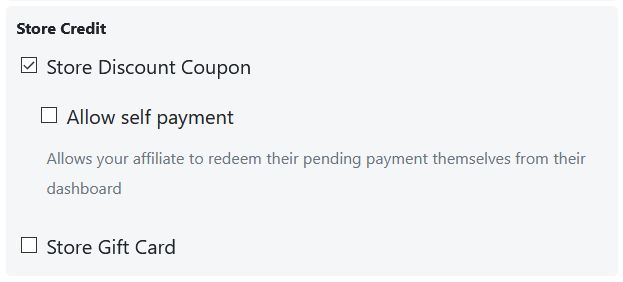 Store Credit
Store Discount Coupon
Allow self payment
Allows your affiliate to redeem their pending payment themselves from their
dashboard
Store Gift Card